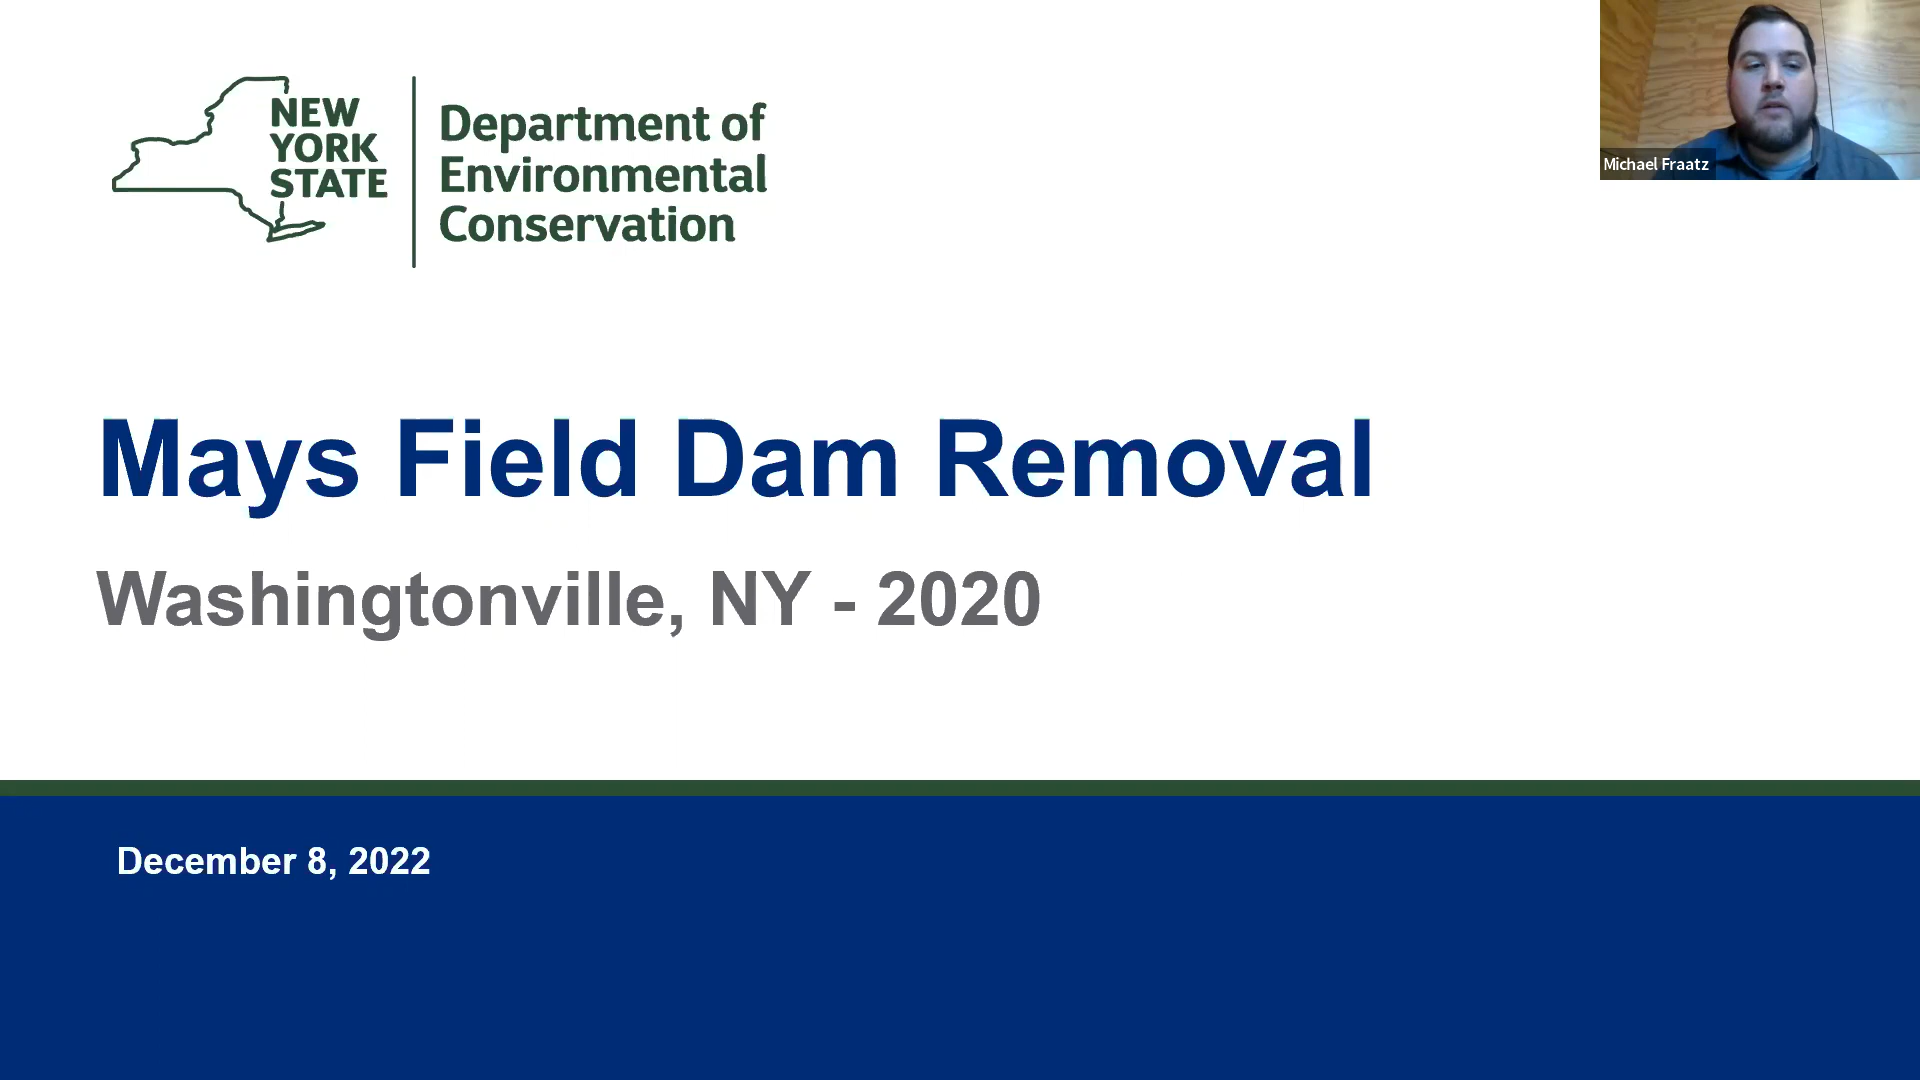 NEW
YORK
STATE
Department of
Environmental
Conservation
Michael Fraatz
Mays Field Dam Removal
Washingtonville, NY - 2020
December 8, 2022